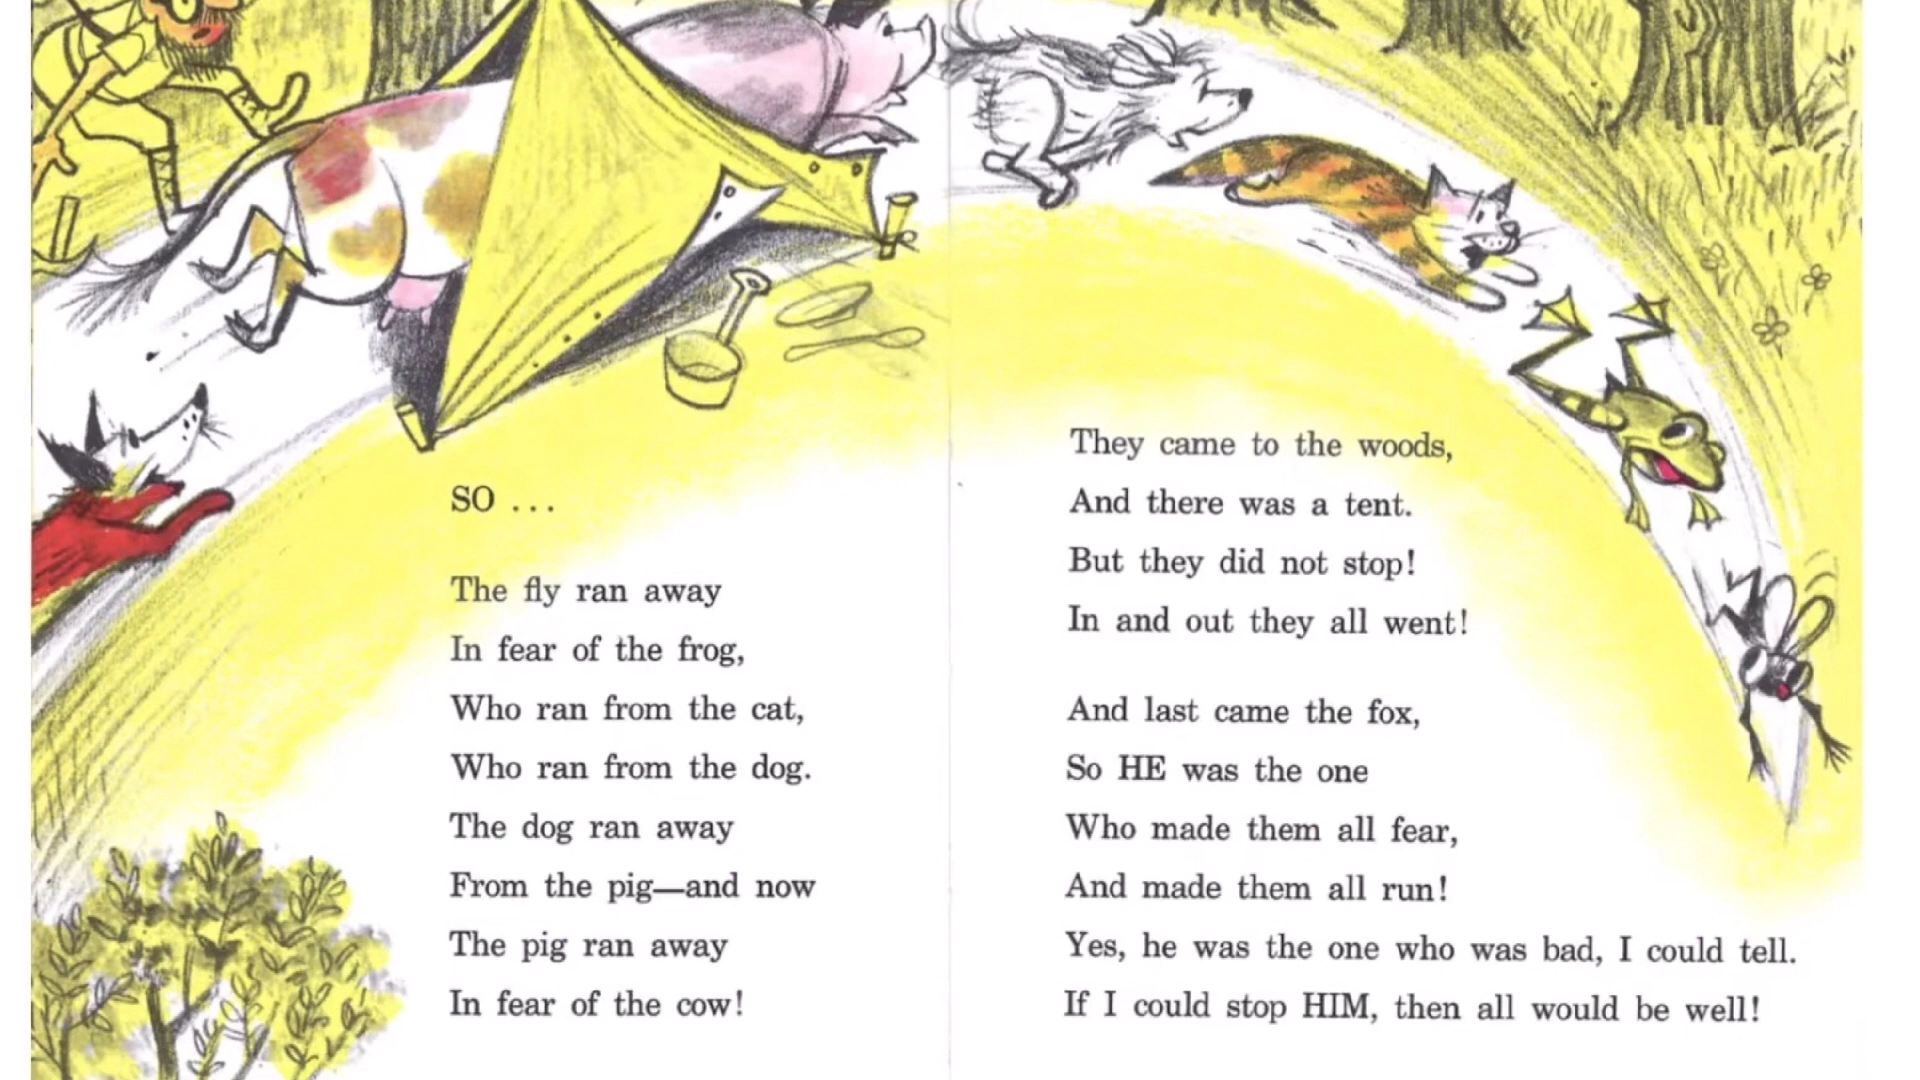 SO ...
The fly ran away
In fear of the frog,
Who ran from the cat,
Who ran from the dog.
The dog ran away
From the pig—and now
The pig ran away
In fear of the cow!
They came to the woods,
And there was a tent.
But they did not stop!
In and out they all went!
And last came the fox,
So HE was the one
Who made them all fear,
And made them all run!
Yes, he was the one who was bad, I could tell.
If I could stop HIM, then all would be well!